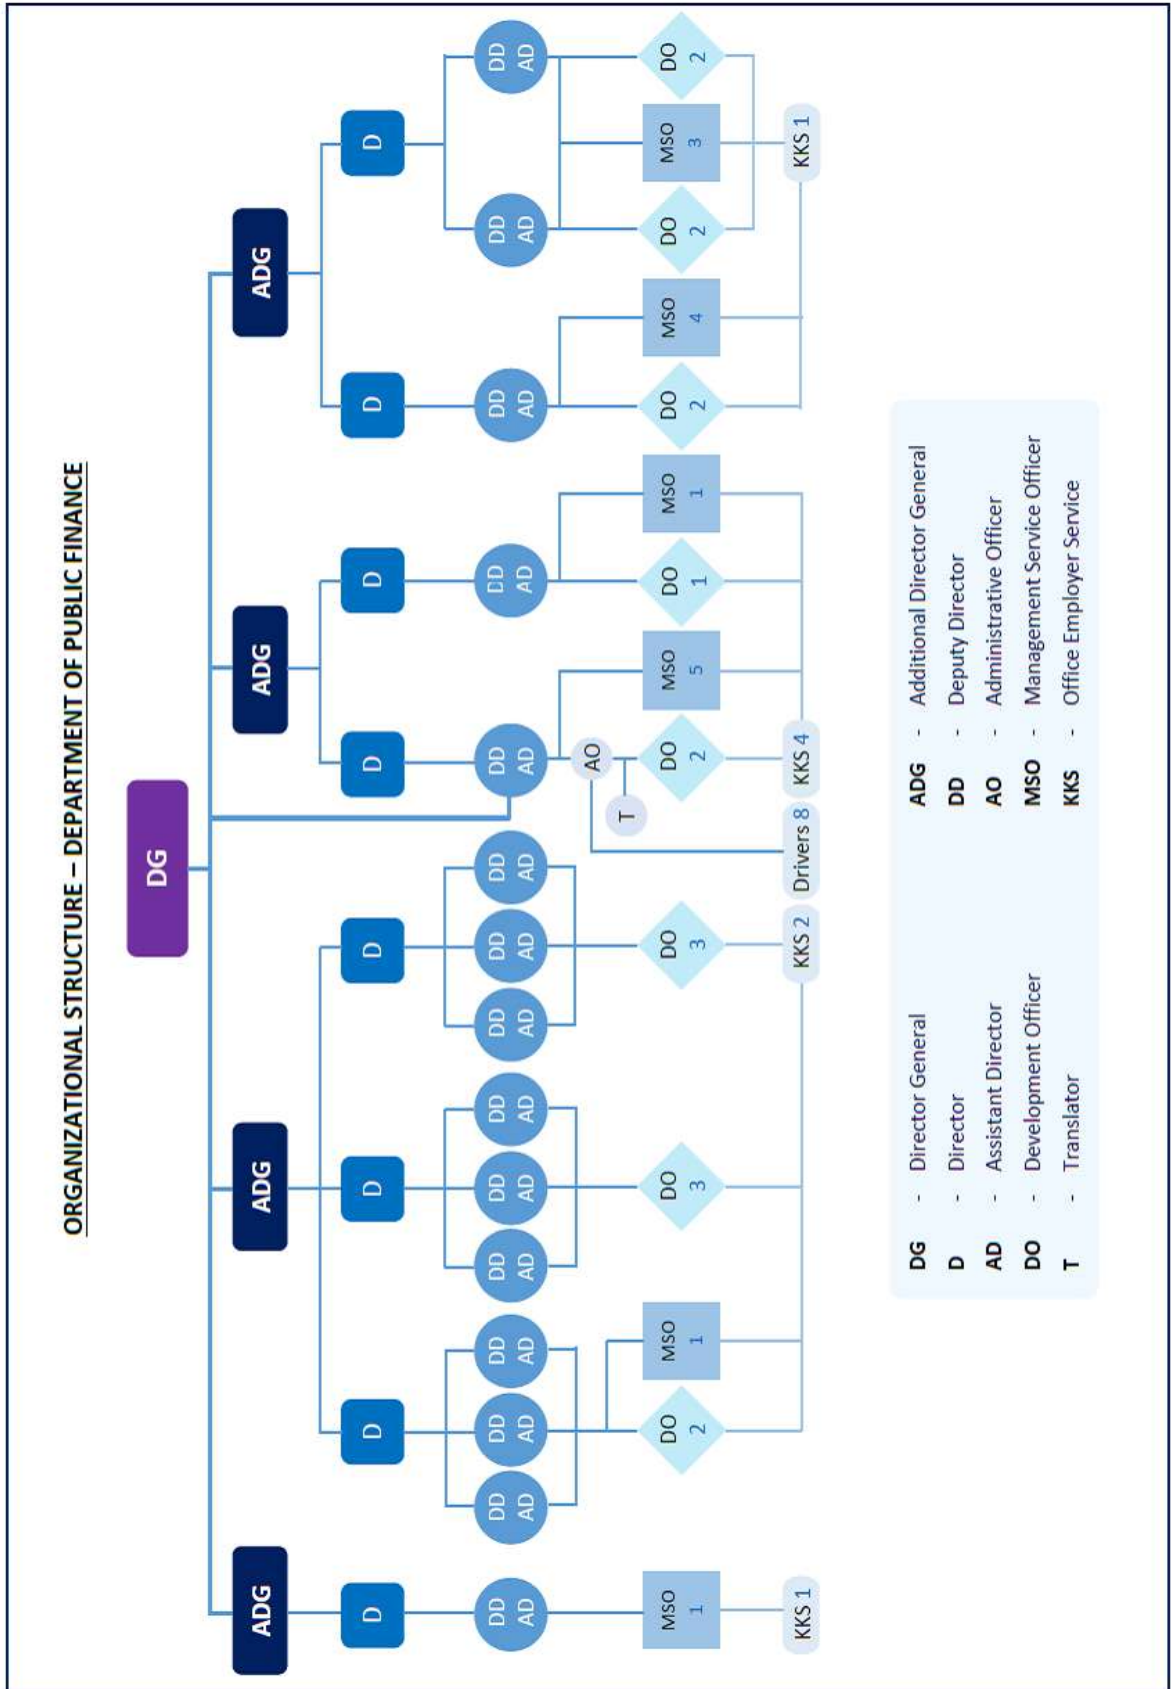 ORGANIZATIONAL STRUCTURE – DEPARTMENT OF PUBLIC FINANCE
DG
ADG ADG ADG ADG
D D D D D D D D
DD DD DD DD DD DD DD DD DD DD DD DD DD DD DD
AD AD AD AD AD AD AD AD AD AD AD AD AD AD AD
AO
T
MSO DO MSO DO DO DO MSO DO MSO DO MSO DO MSO DO
1 2 1 3 3 2 5 1 1 2 4 2 3 2
KKS 1 KKS 2 Drivers 8 KKS 4 KKS 1
DG - Director General ADG - Additional Director General
D - Director DD - Deputy Director
AD - Assistant Director AO - Administrative Officer
DO - Development Officer MSO - Management Service Officer
T - Translator KKS - Office Employer Service